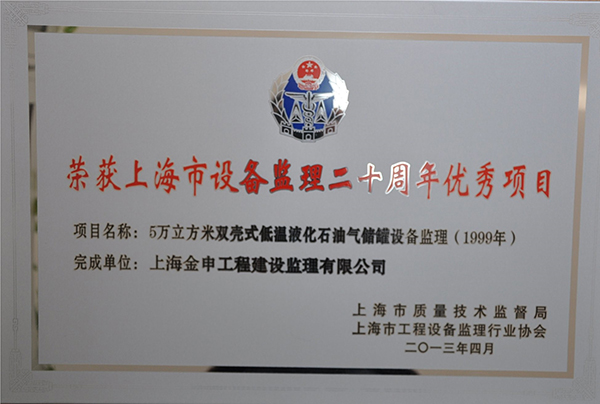 荣获上海市设备监理二十周年优秀项目
项目名称：5万立方米双壳式低温液化石油气储罐设备监理（1999年）
完成单位：上海金申工程建设监理有限公司
上海市质量技术监督局
上海市工程设备监理行业协会
二〇一三年四月